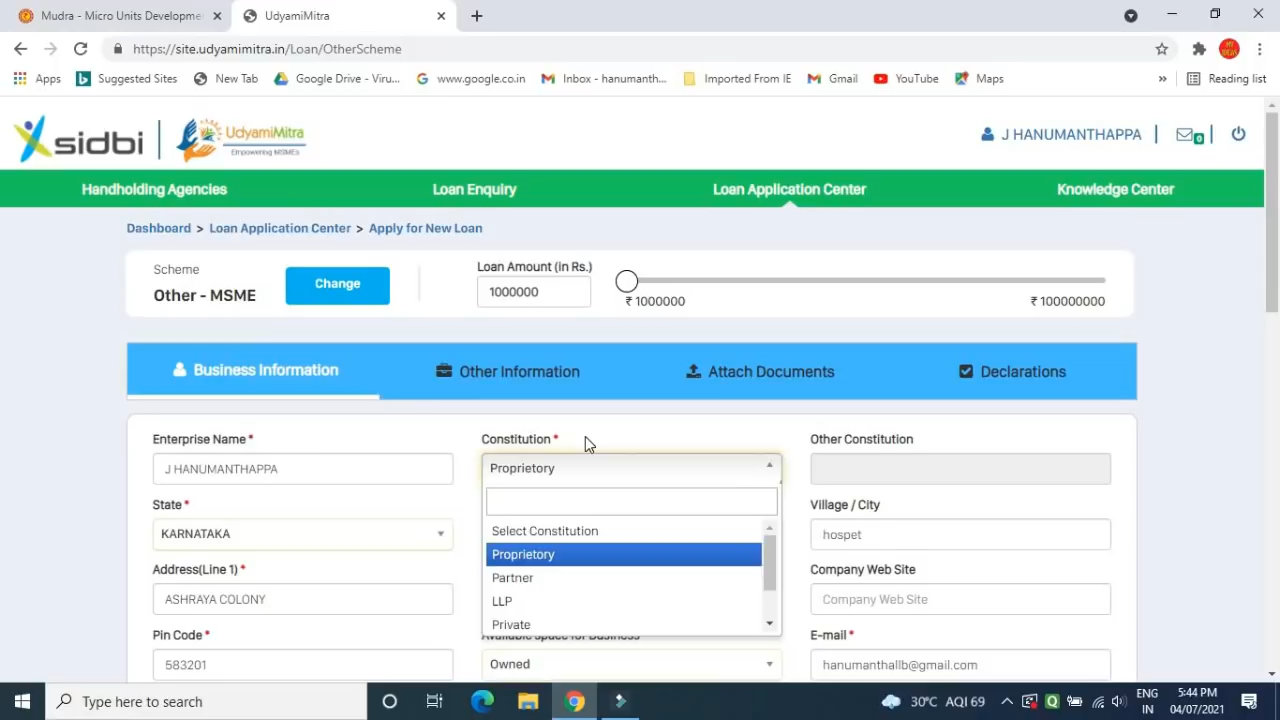 Mudra - Micro Units Developme
UdyamiMitra
https://site.udyamimitra.in/Loan/OtherScheme
Apps
Suggested Sites
New Tab
Google Drive - Viru...
www.google.co.in
Inbox - hanumanth...
Imported From IE
Gmail
YouTube
Maps
»
Reading list
sidbi
UdyamiMitra
Empowering MSMEs
J HANUMANTHAPPA
0
Handholding Agencies
Loan Enquiry
Loan Application Center
Knowledge Center
Dashboard > Loan Application Center > Apply for New Loan
Scheme
Other - MSME
Change
Loan Amount (in Rs.)
1000000
₹ 1000000
₹ 100000000
Business Information
Other Information
Attach Documents
Declarations
Enterprise Name *
J HANUMANTHAPPA
Constitution *
Proprietory
Select Constitution
Proprietory
Partner
LLP
Private
Other Constitution
State *
KARNATAKA
Village / City
hospet
Address(Line 1) *
ASHRAYA COLONY
Company Web Site
Company Web Site
Pin Code *
583201
Available Space for Business
Owned
E-mail *
hanumanthallb@gmail.com
Type here to search
30°C AQI 69
ENG
IN
5:44 PM
04/07/2021